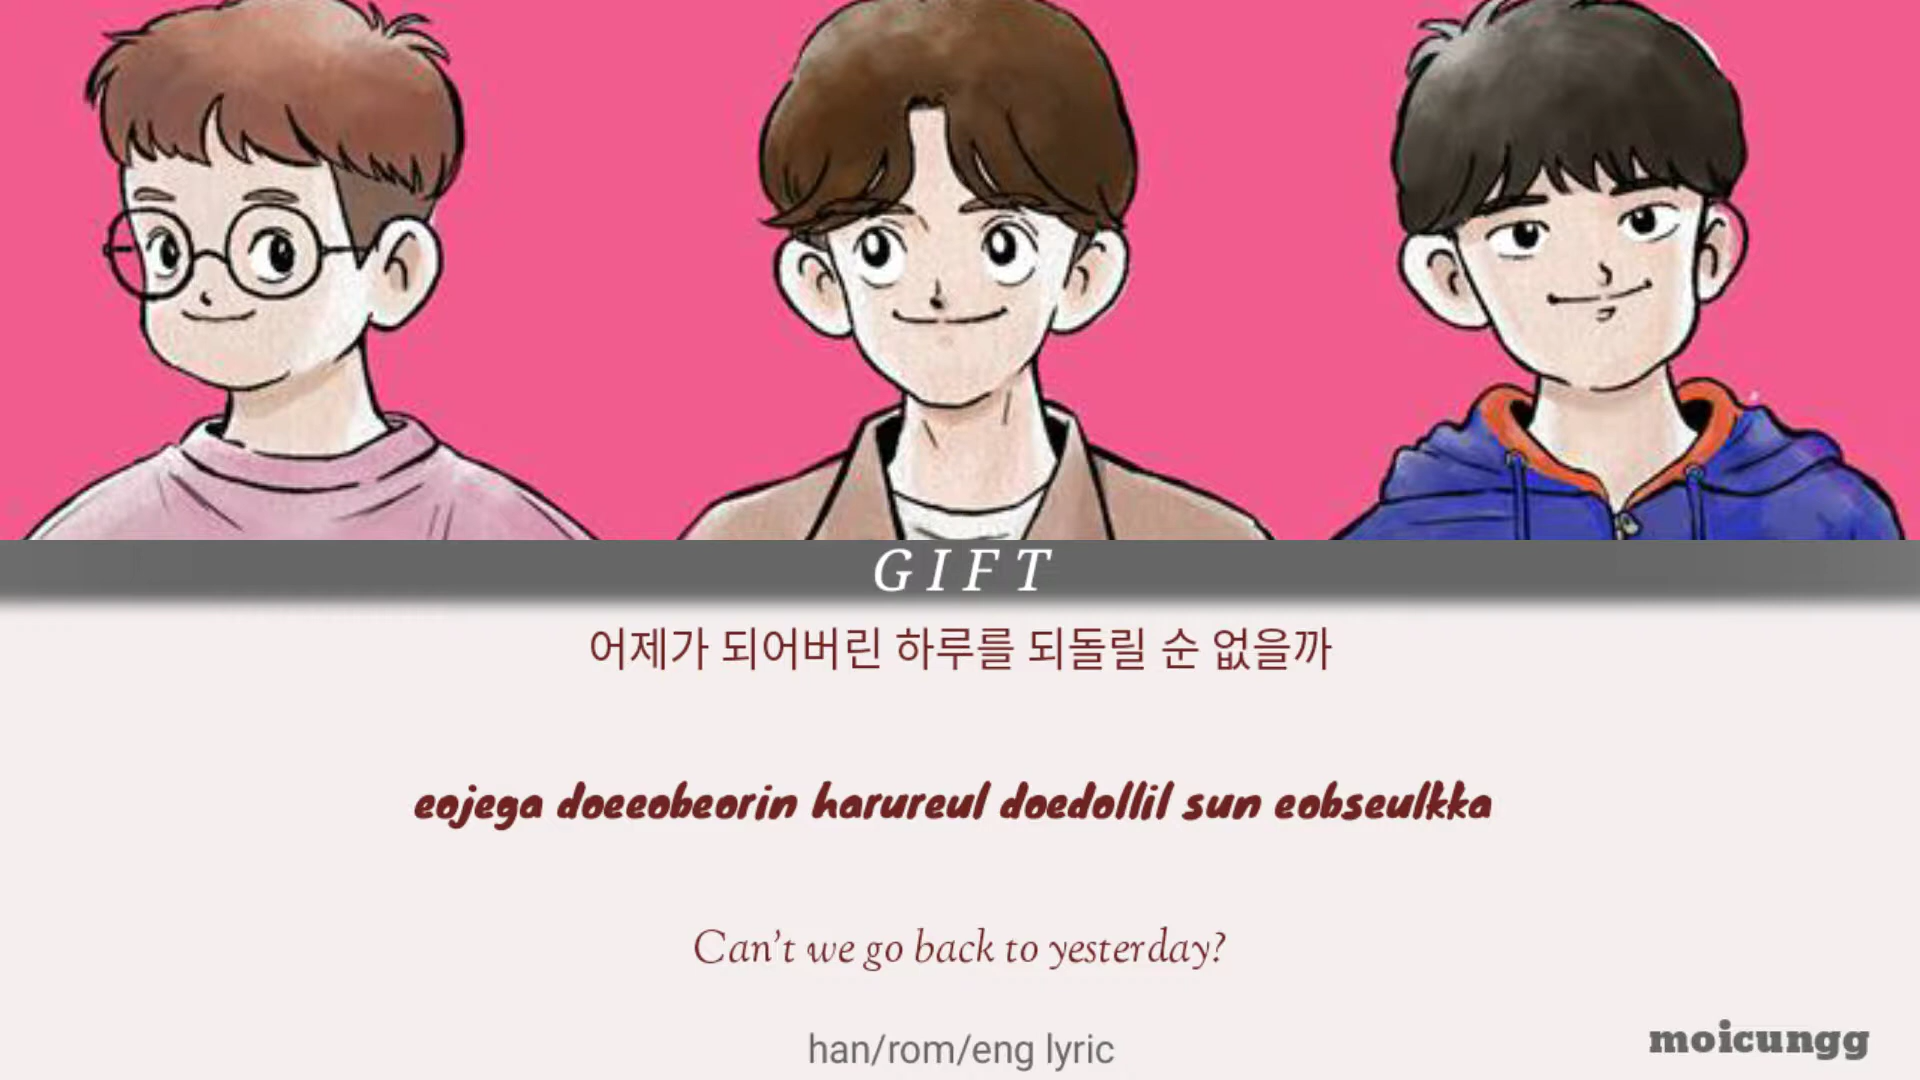 GIFT
어제가 되어버린 하루를 되돌릴 순 없을까
eojega doeeobeorin harureul doedollil sun eobseulkka
Can't we go back to yesterday?
han/rom/eng lyric
moicungg